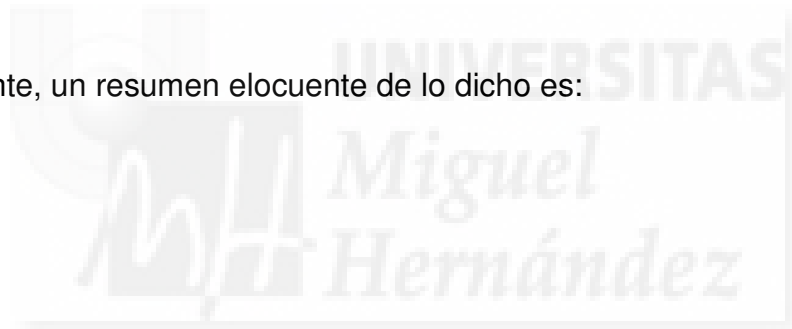 UNIVERSITAS
nte, un resumen elocuente de lo dicho es:
Miguel
Hernández